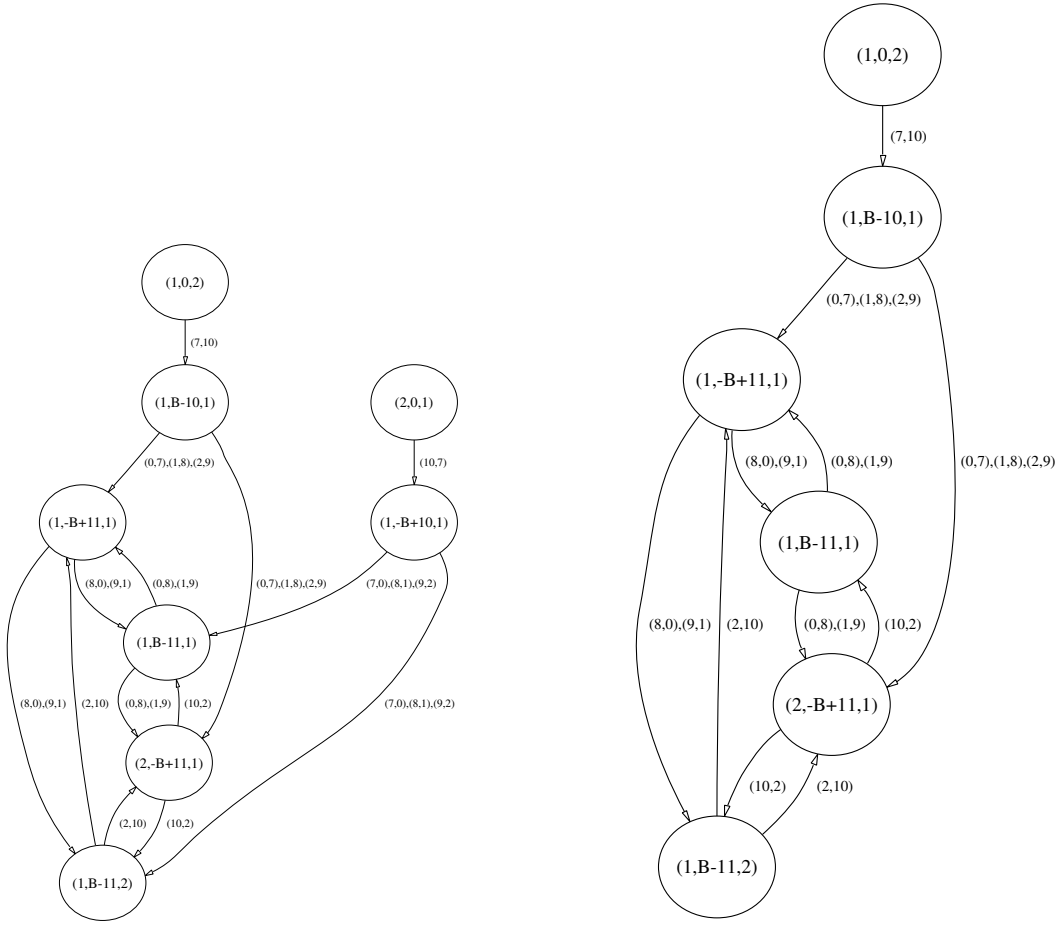 (1,0,2)
(7,10)
(1,B-10,1)
(2,0,1)
(0,7),(1,8),(2,9)
(10,7)
(1,-B+11,1)
(1,-B+10,1)
(8,0),(9,1)
(0,8),(1,9)
(0,7),(1,8),(2,9)
(7,0),(8,1),(9,2)
(1,B-11,1)
(8,0),(9,1)
(2,10)
(0,8),(1,9)
(10,2)
(7,0),(8,1),(9,2)
(2,-B+11,1)
(2,10)
(10,2)
(1,B-11,2)
(1,0,2)
(7,10)
(1,B-10,1)
(0,7),(1,8),(2,9)
(1,-B+11,1)
(8,0),(9,1)
(0,8),(1,9)
(0,7),(1,8),(2,9)
(1,B-11,1)
(8,0),(9,1)
(2,10)
(0,8),(1,9)
(10,2)
(2,-B+11,1)
(10,2)
(2,10)
(1,B-11,2)